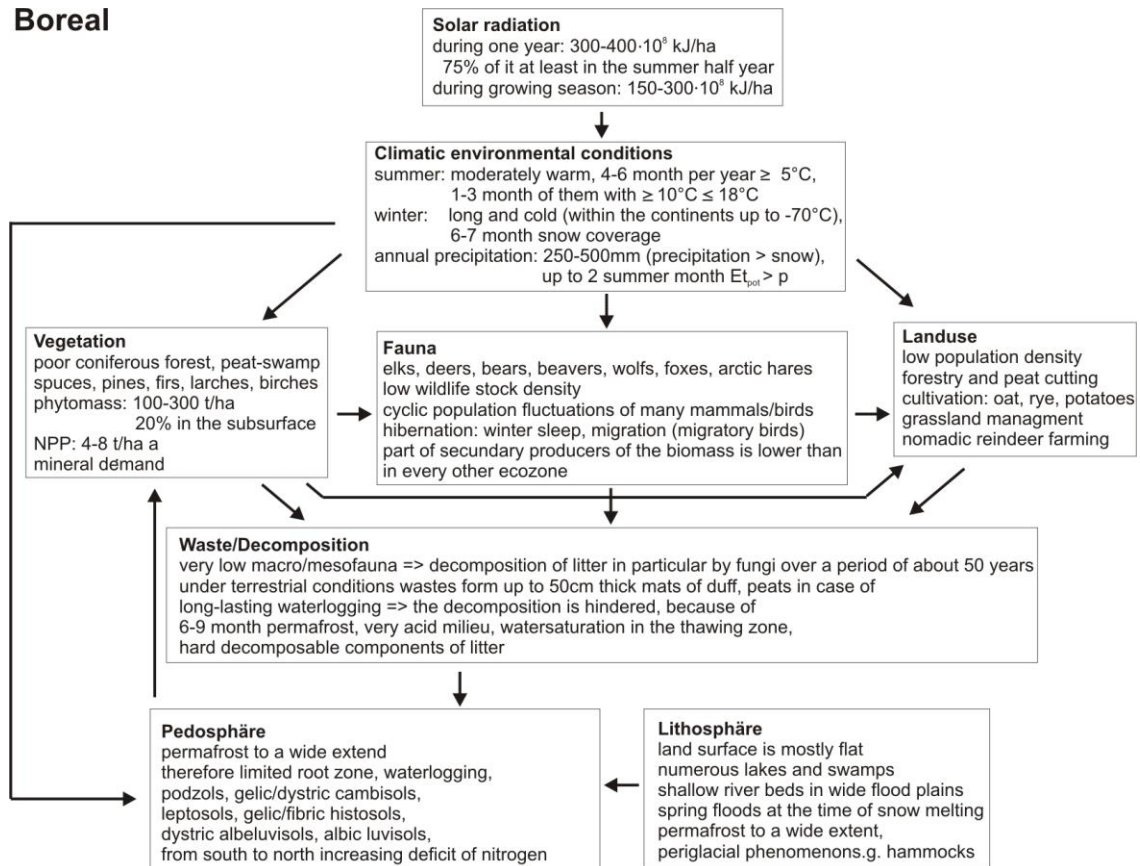 Boreal
Solar radiation
during one year: 300-400·10⁸ kJ/ha
75% of it at least in the summer half year
during growing season: 150-300·10⁸ kJ/ha
Climatic environmental conditions
summer: moderately warm, 4-6 month per year ≥ 5°C,
1-3 month of them with ≥ 10°C ≤ 18°C
winter: long and cold (within the continents up to -70°C),
6-7 month snow coverage
annual precipitation: 250-500mm (precipitation > snow),
up to 2 summer month Et_pot > p
Vegetation
poor coniferous forest, peat-swamp
spuces, pines, firs, larches, birches
phytomass: 100-300 t/ha
20% in the subsurface
NPP: 4-8 t/ha a
mineral demand
Fauna
elks, deers, bears, beavers, wolfs, foxes, arctic hares
low wildlife stock density
cyclic population fluctuations of many mammals/birds
hibernation: winter sleep, migration (migratory birds)
part of secundary producers of the biomass is lower than
in every other ecozone
Landuse
low population density
forestry and peat cutting
cultivation: oat, rye, potatoes
grassland managment
nomadic reindeer farming
Waste/Decomposition
very low macro/mesofauna => decomposition of litter in particular by fungi over a period of about 50 years
under terrestrial conditions wastes form up to 50cm thick mats of duff, peats in case of
long-lasting waterlogging => the decomposition is hindered, because of
6-9 month permafrost, very acid milieu, watersaturation in the thawing zone,
hard decomposable components of litter
Pedosphäre
permafrost to a wide extend
therefore limited root zone, waterlogging,
podzols, gelic/dystric cambisols,
leptosols, gelic/fibric histosols,
dystric albeluvisols, albic luvisols,
from south to north increasing deficit of nitrogen
Lithosphäre
land surface is mostly flat
numerous lakes and swamps
shallow river beds in wide flood plains
spring floods at the time of snow melting
permafrost to a wide extent,
periglacial phenomenons.g. hammocks